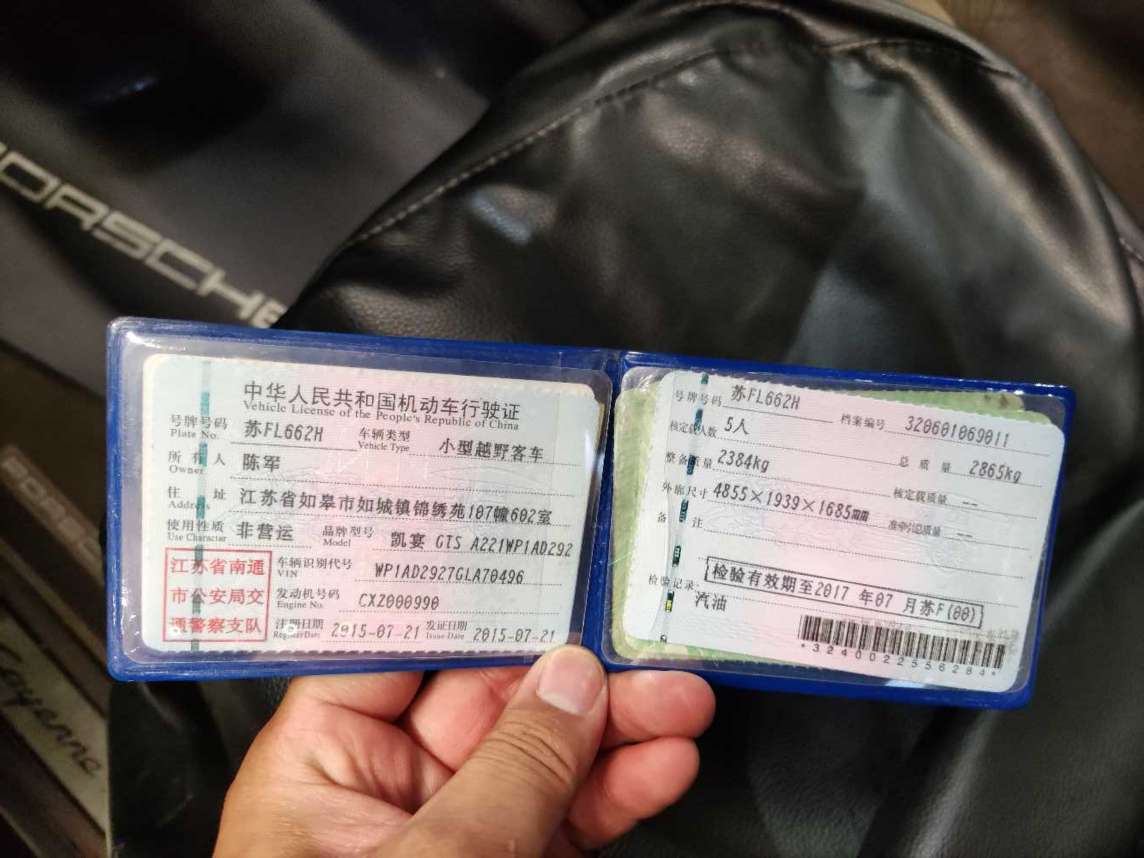 PORSCHE
Cayenne
中华人民共和国机动车行驶证
Vehicle License of the People's Republic of China
号牌号码 苏FL662H 车辆类型 小型越野客车
Plate No. Vehicle Type
所有人 陈军
Owner
住址 江苏省如皋市如城镇锦绣苑107幢602室
Address
使用性质 非营运 品牌型号 凯宴 GTS A221WP1AD292
Use Character Model
江苏省南通
市公安局交
通警察支队
车辆识别代号 WP1AD2927GLA70496
VIN
发动机号码 CXZ000990
Engine No.
注册日期 2015-07-21 发证日期 2015-07-21
Register Date Issue Date
号牌号码 苏FL662H 档案编号 320601069011
核定载人数 5人 总质量 2865kg
整备质量 2384kg 核定载质量 --
外廓尺寸 4855×1939×1685mm 准牵引总质量 --
备注
检验记录 检验有效期至2017年07月苏F(00)
汽油
*3240022556284*